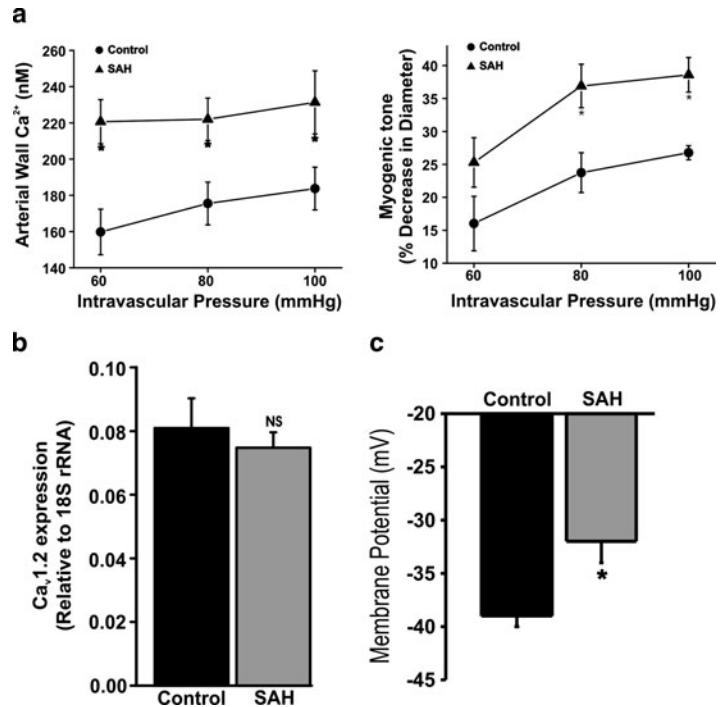 a
Control
SAH
Arterial Wall Ca²⁺ (nM)
260
240
220
200
180
160
140
*
*
*
60
80
100
Intravascular Pressure (mmHg)
Control
SAH
Myogenic tone
(% Decrease in Diameter)
40
35
30
25
20
15
10
*
*
60
80
100
Intravascular Pressure (mmHg)
b
Caᵥ1.2 expression
(Relative to 18S rRNA)
0.10
0.08
0.06
0.04
0.02
0.00
NS
Control
SAH
c
Control
SAH
Membrane Potential (mV)
-20
-25
-30
-35
-40
-45
*